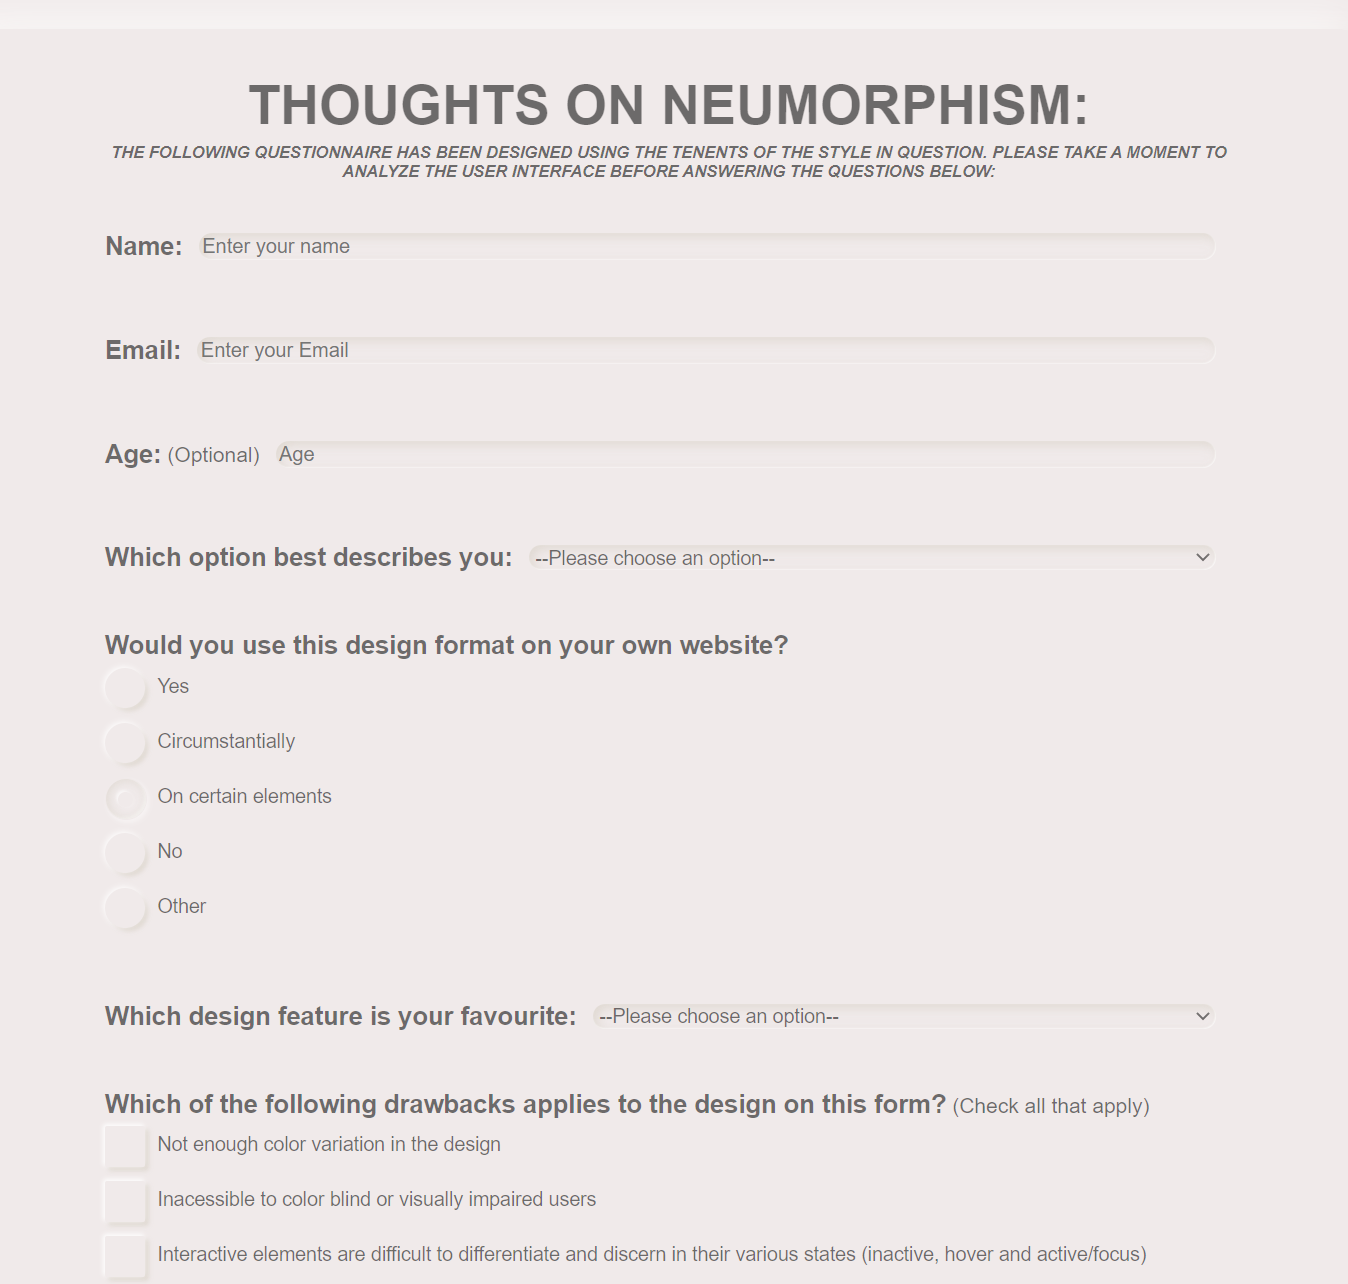 THOUGHTS ON NEUMORPHISM:
THE FOLLOWING QUESTIONNAIRE HAS BEEN DESIGNED USING THE TENENTS OF THE STYLE IN QUESTION. PLEASE TAKE A MOMENT TO
ANALYZE THE USER INTERFACE BEFORE ANSWERING THE QUESTIONS BELOW:
Name: Enter your name
Email: Enter your Email
Age: (Optional) Age
Which option best describes you: --Please choose an option--
Would you use this design format on your own website?
Yes
Circumstantially
On certain elements
No
Other
Which design feature is your favourite: --Please choose an option--
Which of the following drawbacks applies to the design on this form? (Check all that apply)
Not enough color variation in the design
Inacessible to color blind or visually impaired users
Interactive elements are difficult to differentiate and discern in their various states (inactive, hover and active/focus)